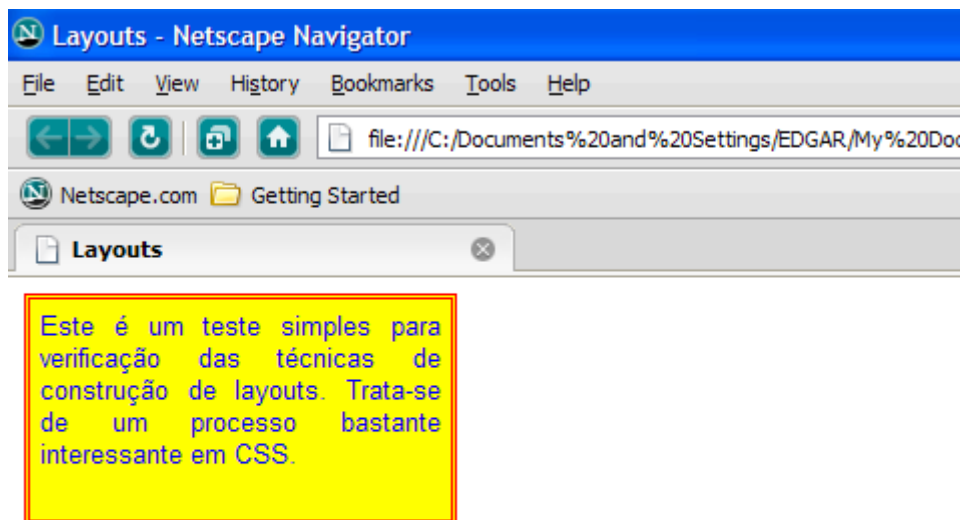 Layouts - Netscape Navigator
File Edit View History Bookmarks Tools Help
file:///C:/Documents%20and%20Settings/EDGAR/My%20Doc
Netscape.com Getting Started
Layouts
Este é um teste simples para
verificação das técnicas de
construção de layouts. Trata-se
de um processo bastante
interessante em CSS.